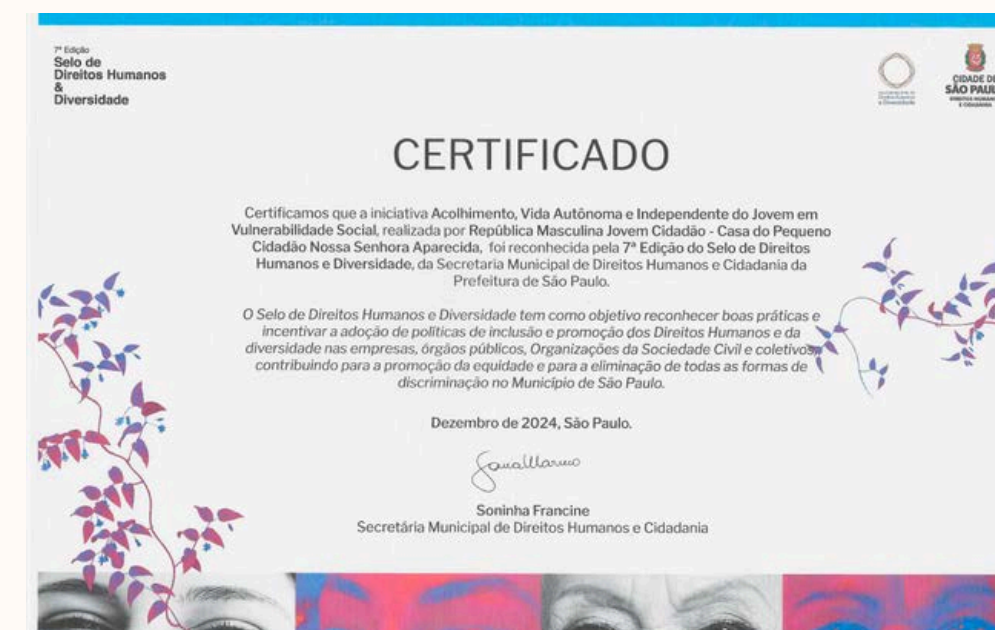 7ª Edição
Selo de
Direitos Humanos
&
Diversidade
CIDADE DE
SÃO PAUL
DIREITOS HUMANOS
E CIDADANIA
CERTIFICADO
Certificamos que a iniciativa Acolhimento, Vida Autônoma e Independente do Jovem em
Vulnerabilidade Social, realizada por República Masculina Jovem Cidadão - Casa do Pequeno
Cidadão Nossa Senhora Aparecida, foi reconhecida pela 7ª Edição do Selo de Direitos
Humanos e Diversidade, da Secretaria Municipal de Direitos Humanos e Cidadania da
Prefeitura de São Paulo.
O Selo de Direitos Humanos e Diversidade tem como objetivo reconhecer boas práticas e
incentivar a adoção de políticas de inclusão e promoção dos Direitos Humanos e da
diversidade nas empresas, órgãos públicos, Organizações da Sociedade Civil e coletivos,
contribuindo para a promoção da equidade e para a eliminação de todas as formas de
discriminação no Município de São Paulo.
Dezembro de 2024, São Paulo.
Soninha Francine
Secretária Municipal de Direitos Humanos e Cidadania